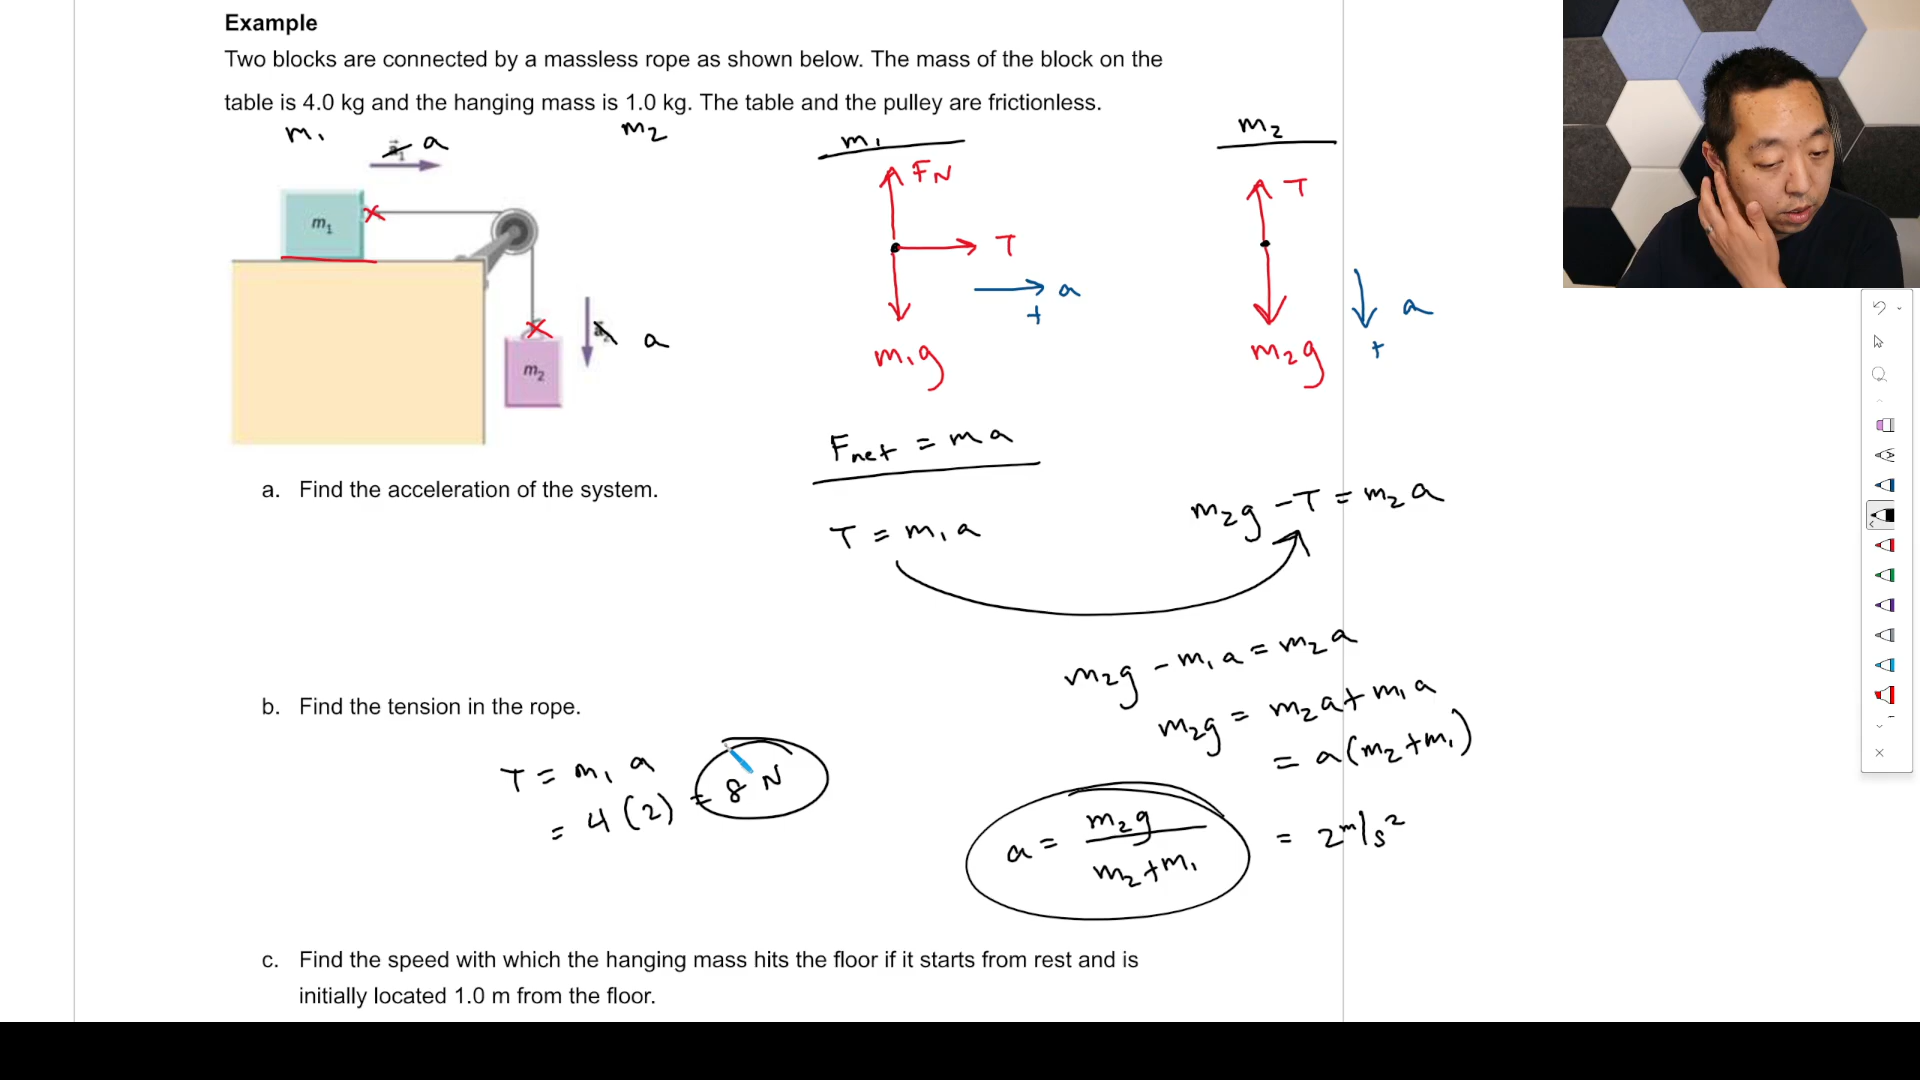 Example
Two blocks are connected by a massless rope as shown below. The mass of the block on the
table is 4.0 kg and the hanging mass is 1.0 kg. The table and the pulley are frictionless.
m₁
m₂
a
m₁
m₂
a
m₁
F_N
T
m₁g
a
+
m₂
T
m₂g
a
+
F_net = ma
T = m₁a
m₂g - T = m₂a
m₂g - m₁a = m₂a
m₂g = m₂a + m₁a
= a(m₂+m₁)
a = m₂g / m₂+m₁ = 2 m/s²
a. Find the acceleration of the system.
b. Find the tension in the rope.
T = m₁a
= 4(2) = 8 N
c. Find the speed with which the hanging mass hits the floor if it starts from rest and is
initially located 1.0 m from the floor.